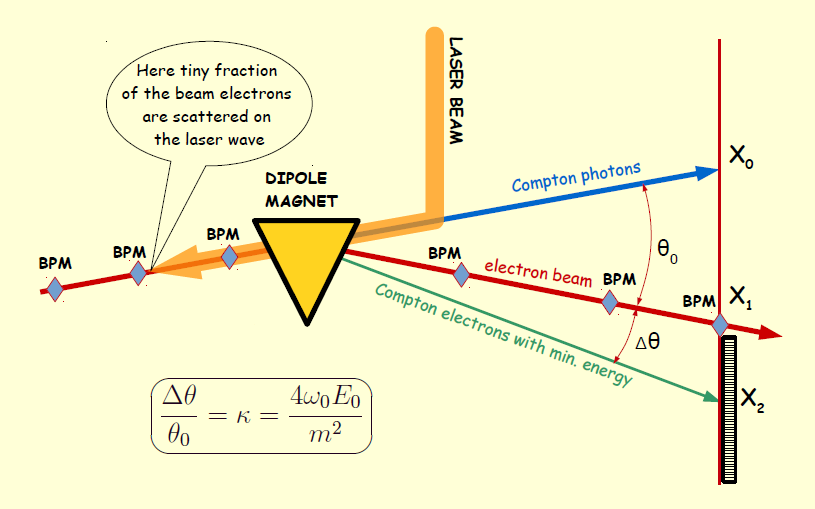 Here tiny fraction
of the beam electrons
are scattered on
the laser wave
LASER BEAM
DIPOLE
MAGNET
Compton photons
X₀
θ₀
BPM
BPM
BPM
BPM
electron beam
BPM
BPM
X₁
Δθ
Compton electrons with min. energy
X₂
Δθ/θ₀ = κ = 4ω₀E₀/m²